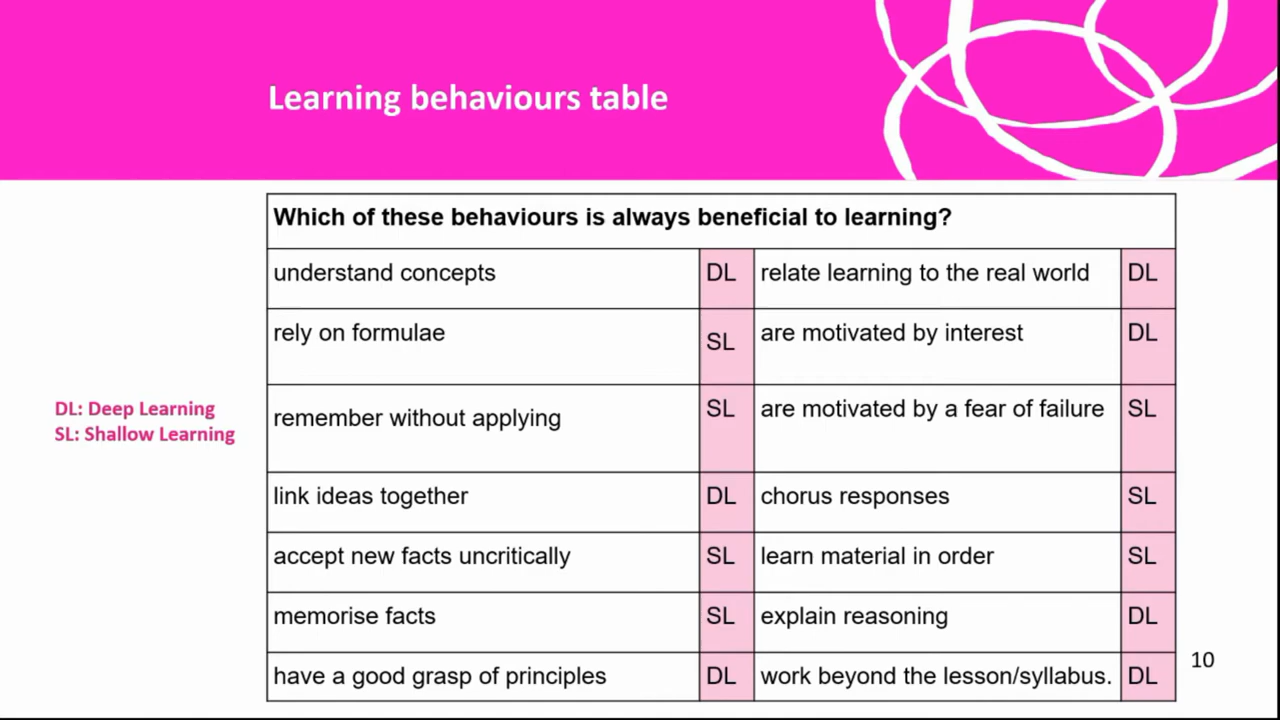 Learning behaviours table
Which of these behaviours is always beneficial to learning?
understand concepts DL relate learning to the real world DL
rely on formulae SL are motivated by interest DL
remember without applying SL are motivated by a fear of failure SL
link ideas together DL chorus responses SL
accept new facts uncritically SL learn material in order SL
memorise facts SL explain reasoning DL
have a good grasp of principles DL work beyond the lesson/syllabus. DL
DL: Deep Learning
SL: Shallow Learning
10